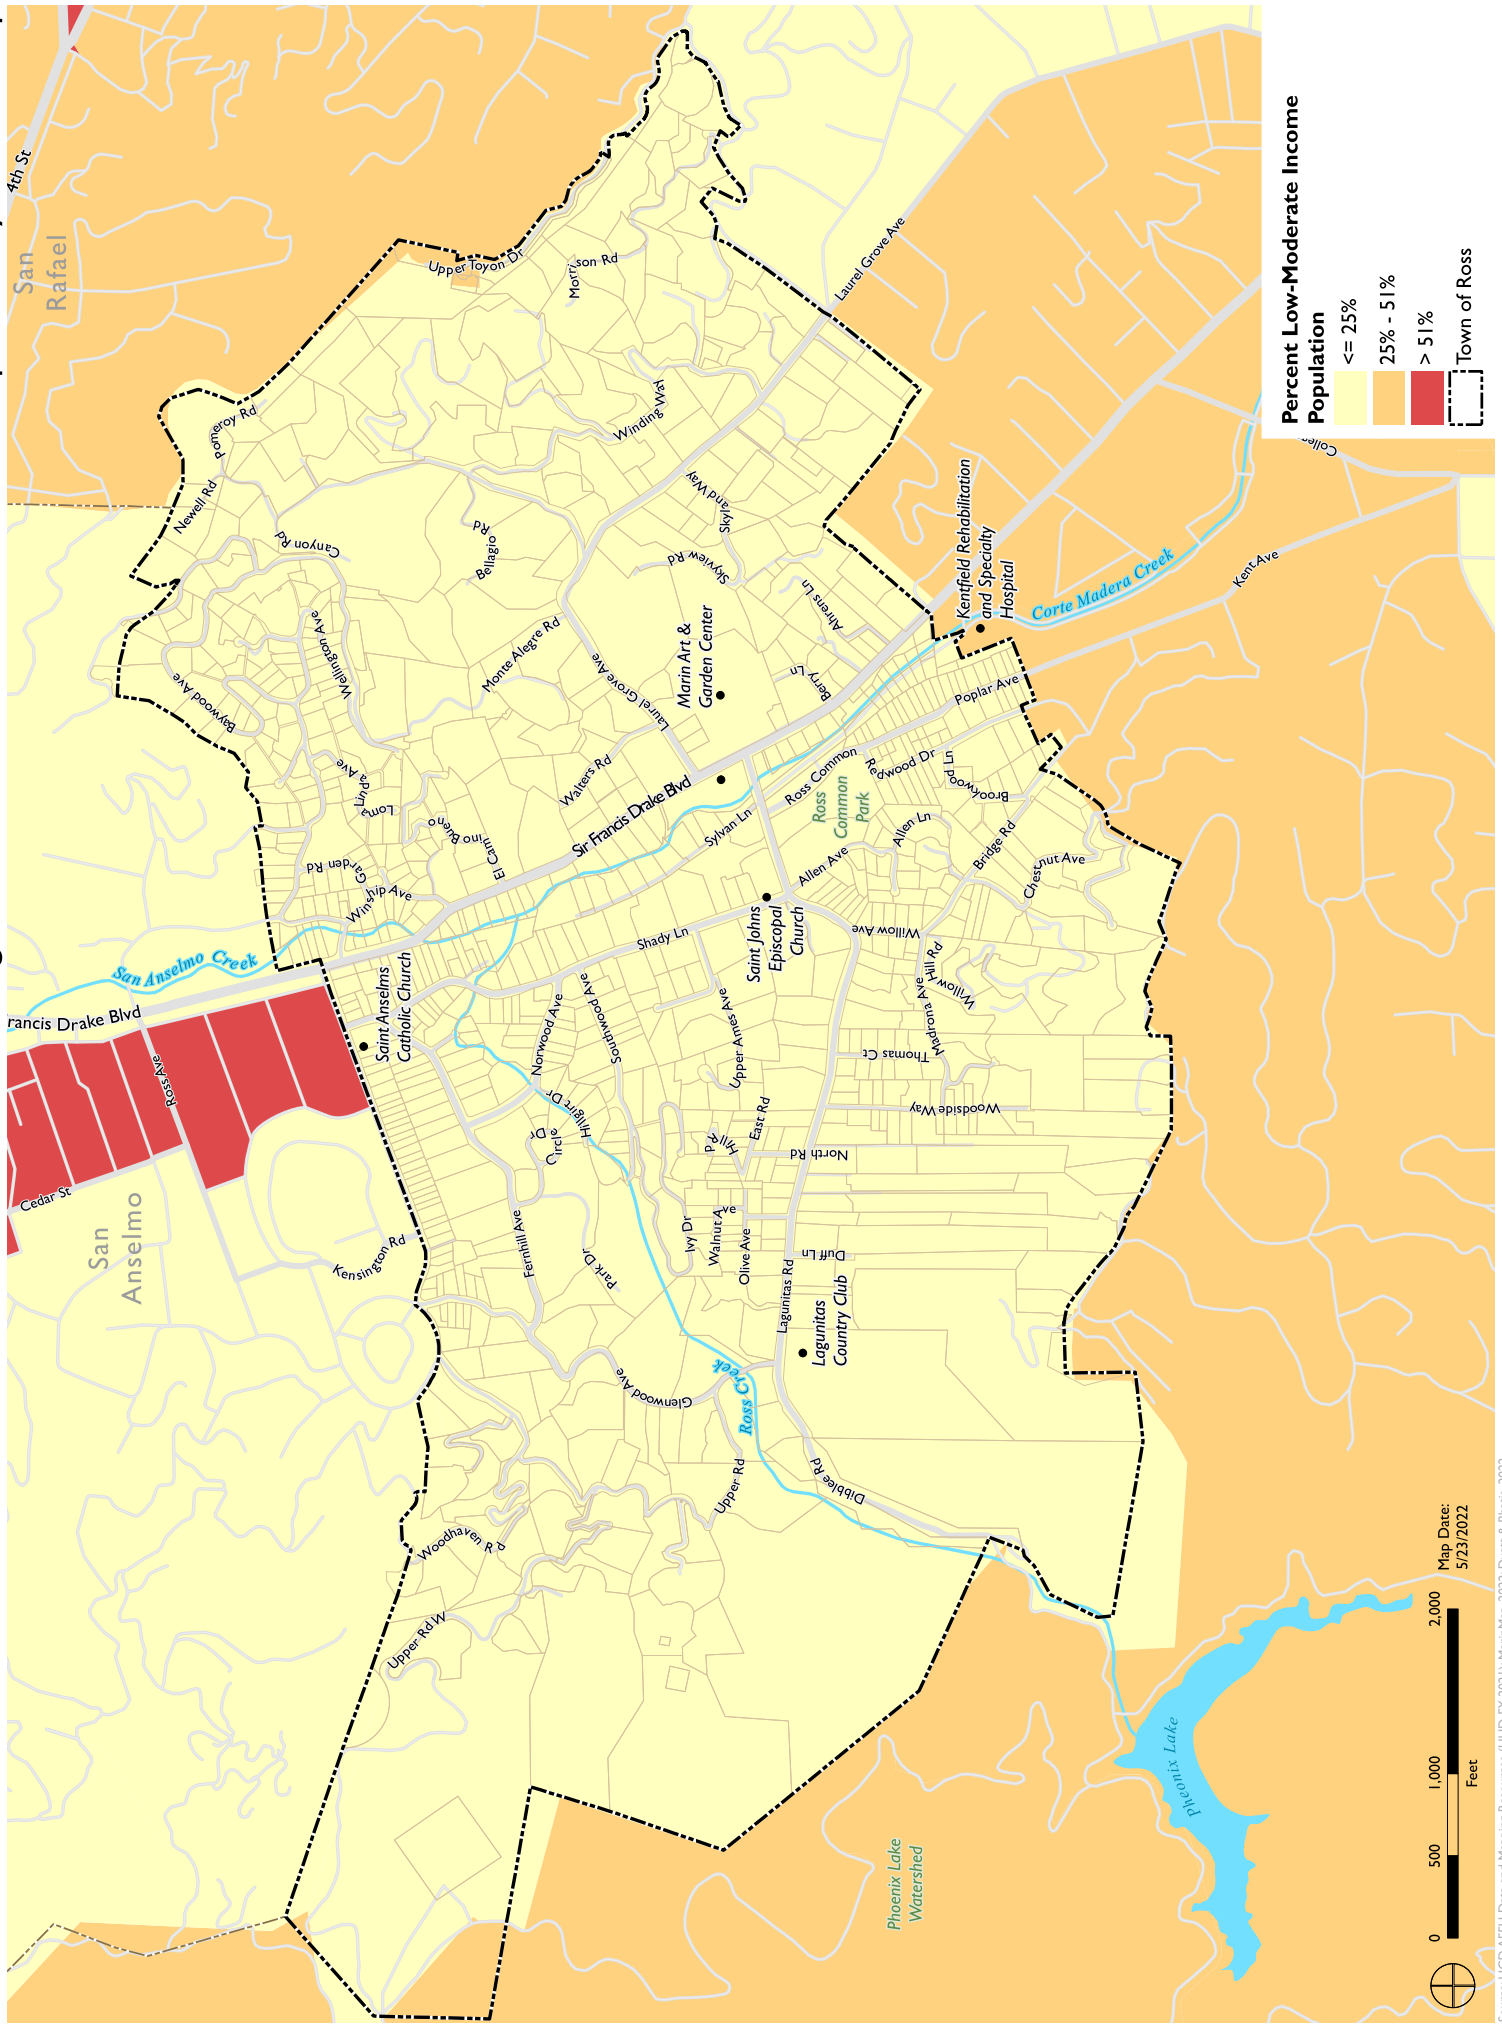 4th St
San
Rafael
Upper Toyon Dr
Morrison Rd
Laurel Grove Ave
Pomeroy Rd
Newell Rd
Canyon Rd
Winding Way
Bellagio Rd
Skyland Way
Skyview Rd
Ahrens Ln
Berry Ln
Baywood Ave
Wellington Ave
Monte Alegre Rd
Laurel Grove Ave
Marin Art &
Garden Center
Kentfield Rehabilitation
and Specialty
Hospital
Corte Madera Creek
Kent Ave
Poplar Ave
Loma Linda Ave
Walters Rd
El Camino Bueno
Garden Rd
Winship Ave
Sir Francis Drake Blvd
Sylvan Ln
Ross Common
Ross
Common
Park
Redwood Dr
Brookwood Ln
Allen Ln
Allen Ave
Bridge Rd
Chestnut Ave
San Anselmo Creek
rancis Drake Blvd
Ross Ave
Cedar St
San
Anselmo
Kensington Rd
Saint Anselms
Catholic Church
Shady Ln
Saint Johns
Episcopal
Church
Willow Ave
Willow Hill Rd
Madrona Ave
Thomas Ct
Woodside Way
Norwood Ave
Southwood Ave
Upper Ames Ave
Hillgirt Dr
Circle Dr
Hill Rd
East Rd
North Rd
Fernhill Ave
Park Dr
Ivy Dr
Walnut Ave
Olive Ave
Duff Ln
Lagunitas Rd
Lagunitas
Country Club
Glenwood Ave
Ross Creek
Upper Rd
Dibblee Rd
Woodhaven Rd
Upper Rd W
Phoenix Lake
Watershed
Pheonix Lake
Percent Low-Moderate Income
Population
<= 25%
25% - 51%
> 51%
Town of Ross
Map Date:
5/23/2022
0 500 1,000 2,000
Feet